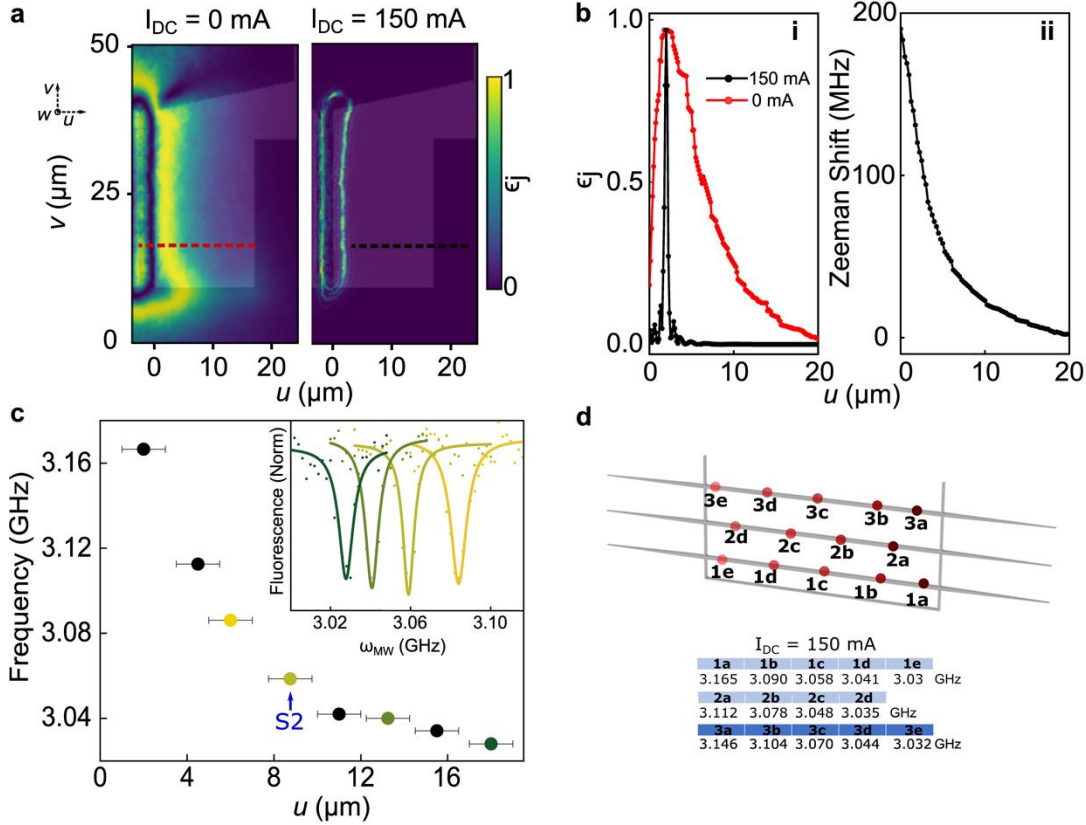 a
I_DC = 0 mA
I_DC = 150 mA
50
25
0
v (μm)
v
w
u
0
10
20
0
10
20
u (μm)
1
0
ϵj
b
i
1.0
0.5
0.0
ϵj
150 mA
0 mA
0
10
20
u (μm)
ii
200
100
0
Zeeman Shift (MHz)
0
10
20
u (μm)
c
3.16
3.12
3.08
3.04
Frequency (GHz)
S2
0
4
8
12
16
u (μm)
Fluorescence (Norm)
3.02
3.06
3.10
ω_MW (GHz)
d
3e
3d
3c
3b
3a
2d
2c
2b
2a
1e
1d
1c
1b
1a
I_DC = 150 mA
1a 1b 1c 1d 1e
3.165 3.090 3.058 3.041 3.03 GHz
2a 2b 2c 2d
3.112 3.078 3.048 3.035 GHz
3a 3b 3c 3d 3e
3.146 3.104 3.070 3.044 3.032 GHz